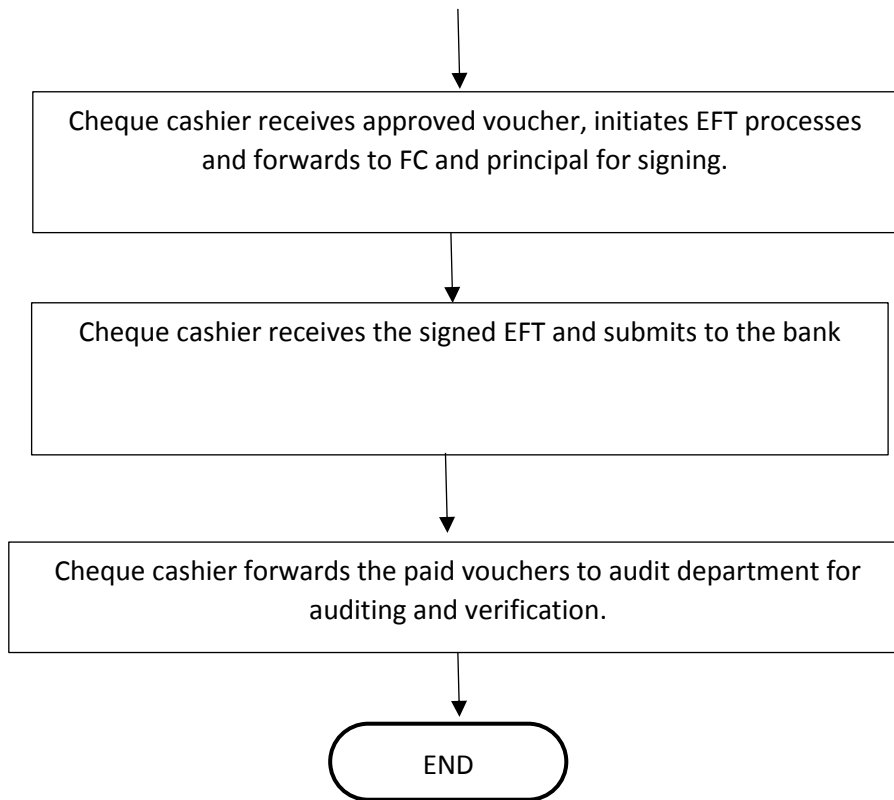 Cheque cashier receives approved voucher, initiates EFT processes
and forwards to FC and principal for signing.
Cheque cashier receives the signed EFT and submits to the bank
Cheque cashier forwards the paid vouchers to audit department for
auditing and verification.
END